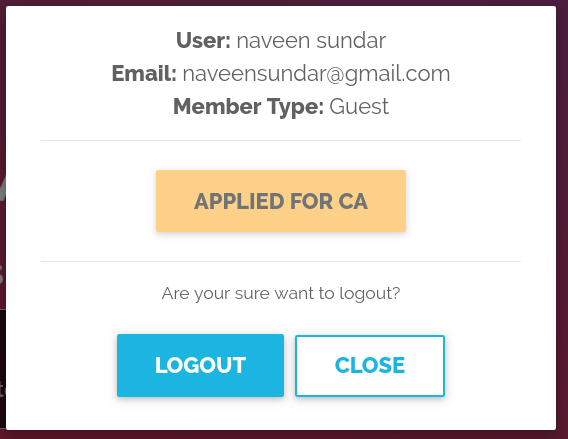 User: naveen sundar
Email: naveensundar@gmail.com
Member Type: Guest
APPLIED FOR CA
Are your sure want to logout?
LOGOUT CLOSE